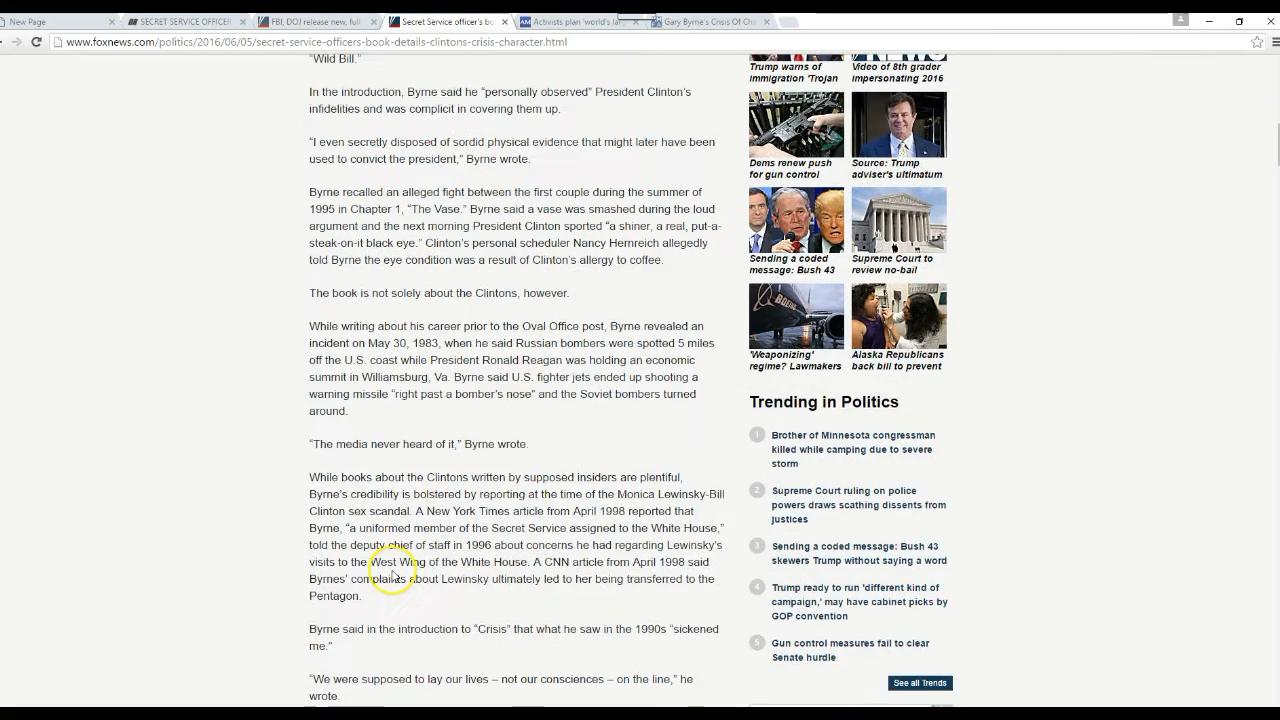 New Page
SECRET SERVICE OFFICER
FBI, DOJ release new, full
Secret Service officer's bo
Activists plan 'world's lar
Gary Byrne's Crisis Of Cha
www.foxnews.com/politics/2016/06/05/secret-service-officers-book-details-clintons-crisis-character.html
“Wild Bill.”
In the introduction, Byrne said he “personally observed” President Clinton’s
infidelities and was complicit in covering them up.
“I even secretly disposed of sordid physical evidence that might later have been
used to convict the president,” Byrne wrote.
Byrne recalled an alleged fight between the first couple during the summer of
1995 in Chapter 1, “The Vase.” Byrne said a vase was smashed during the loud
argument and the next morning President Clinton sported “a shiner, a real, put-a-
steak-on-it black eye.” Clinton’s personal scheduler Nancy Hernreich allegedly
told Byrne the eye condition was a result of Clinton’s allergy to coffee.
The book is not solely about the Clintons, however.
While writing about his career prior to the Oval Office post, Byrne revealed an
incident on May 30, 1983, when he said Russian bombers were spotted 5 miles
off the U.S. coast while President Ronald Reagan was holding an economic
summit in Williamsburg, Va. Byrne said U.S. fighter jets ended up shooting a
warning missile “right past a bomber’s nose” and the Soviet bombers turned
around.
“The media never heard of it,” Byrne wrote.
While books about the Clintons written by supposed insiders are plentiful,
Byrne’s credibility is bolstered by reporting at the time of the Monica Lewinsky-Bill
Clinton sex scandal. A New York Times article from April 1998 reported that
Byrne, “a uniformed member of the Secret Service assigned to the White House,”
told the deputy chief of staff in 1996 about concerns he had regarding Lewinsky’s
visits to the West Wing of the White House. A CNN article from April 1998 said
Byrnes’ complaints about Lewinsky ultimately led to her being transferred to the
Pentagon.
Byrne said in the introduction to “Crisis” that what he saw in the 1990s “sickened
me.”
“We were supposed to lay our lives – not our consciences – on the line,” he
wrote.
Trump warns of
immigration 'Trojan
Video of 8th grader
impersonating 2016
Dems renew push
for gun control
Source: Trump
adviser's ultimatum
Sending a coded
message: Bush 43
Supreme Court to
review no-bail
BOEING
'Weaponizing'
regime? Lawmakers
Alaska Republicans
back bill to prevent
Trending in Politics
1 Brother of Minnesota congressman
killed while camping due to severe
storm
2 Supreme Court ruling on police
powers draws scathing dissents from
justices
3 Sending a coded message: Bush 43
skewers Trump without saying a word
4 Trump ready to run 'different kind of
campaign,' may have cabinet picks by
GOP convention
5 Gun control measures fail to clear
Senate hurdle
See all Trends